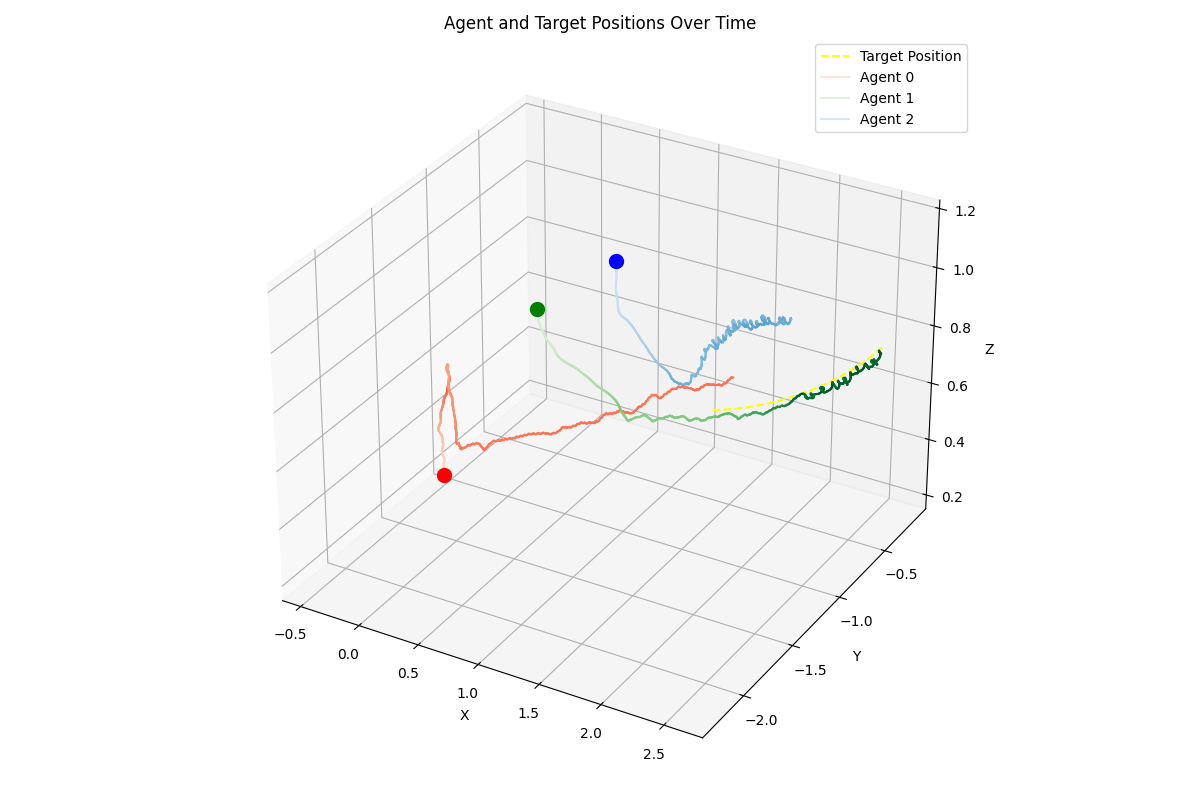 Agent and Target Positions Over Time
Target Position
Agent 0
Agent 1
Agent 2
1.2
1.0
0.8
Z
0.6
0.4
0.2
−0.5
−1.0
Y
−1.5
−2.0
−0.5
0.0
0.5
1.0
X
1.5
2.0
2.5